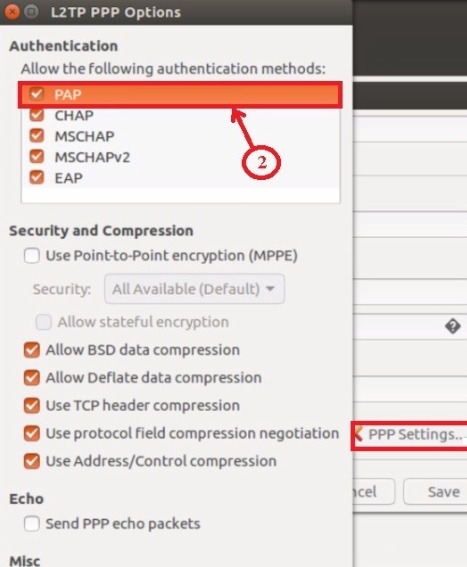 L2TP PPP Options
Authentication
Allow the following authentication methods:
PAP
CHAP
MSCHAP
MSCHAPv2
EAP
2
Security and Compression
Use Point-to-Point encryption (MPPE)
Security: All Available (Default)
Allow stateful encryption
Allow BSD data compression
Allow Deflate data compression
Use TCP header compression
Use protocol field compression negotiation
PPP Settings..
Use Address/Control compression
ncel
Save
Echo
Send PPP echo packets
Misc